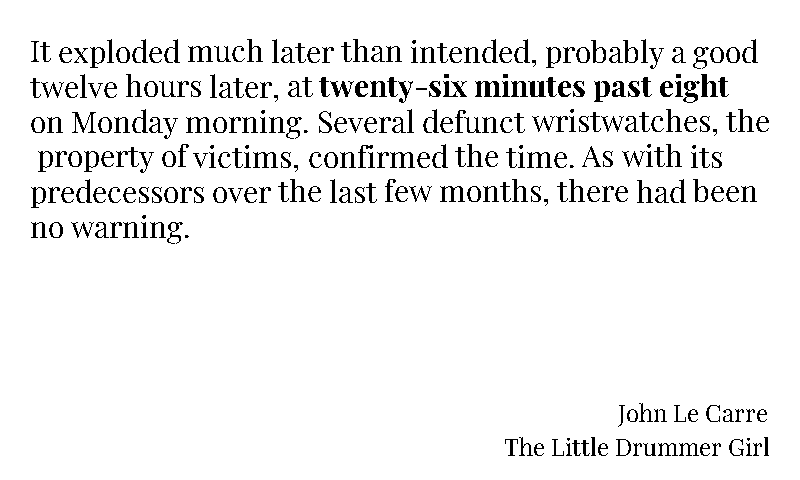 It exploded much later than intended, probably a good
twelve hours later, at twenty-six minutes past eight
on Monday morning. Several defunct wristwatches, the
property of victims, confirmed the time. As with its
predecessors over the last few months, there had been
no warning.
John Le Carre
The Little Drummer Girl